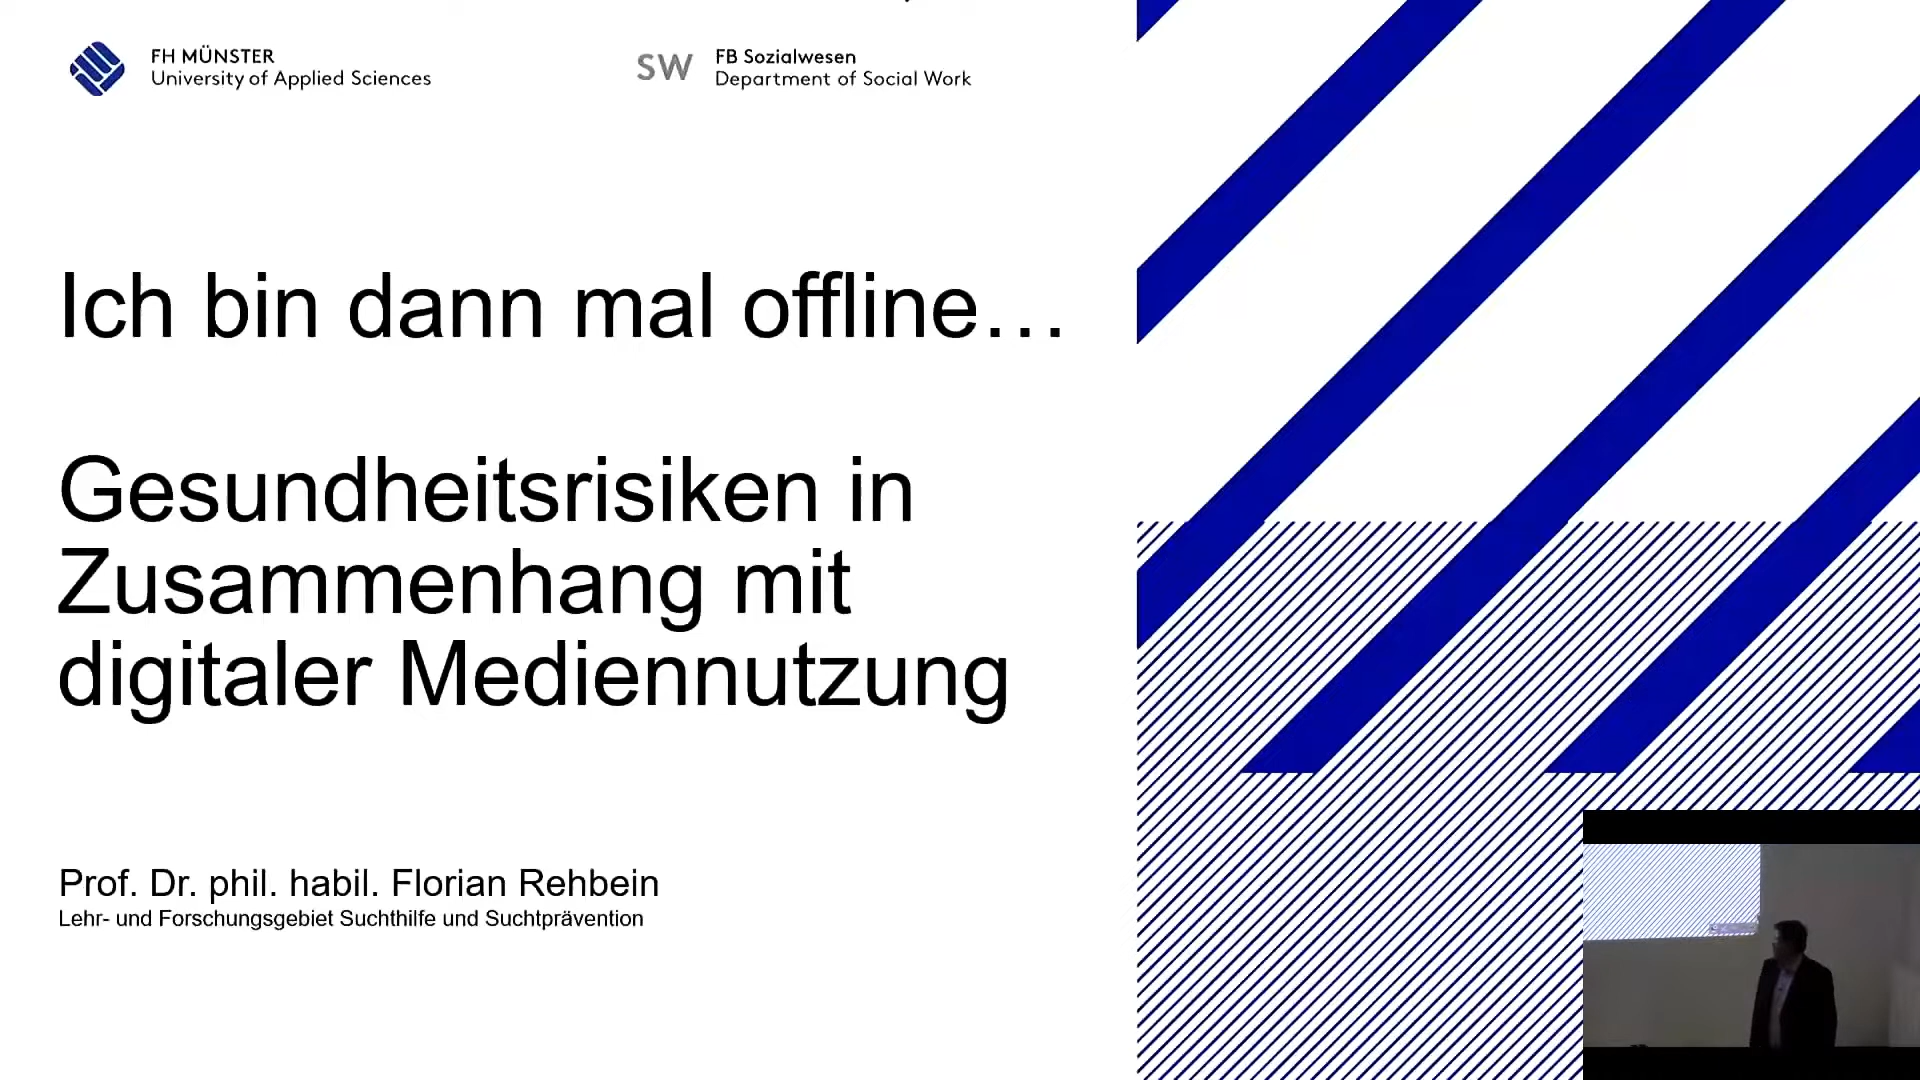 FH MÜNSTER
University of Applied Sciences
SW
FB Sozialwesen
Department of Social Work
Ich bin dann mal offline…
Gesundheitsrisiken in
Zusammenhang mit
digitaler Mediennutzung
Prof. Dr. phil. habil. Florian Rehbein
Lehr- und Forschungsgebiet Suchthilfe und Suchtprävention